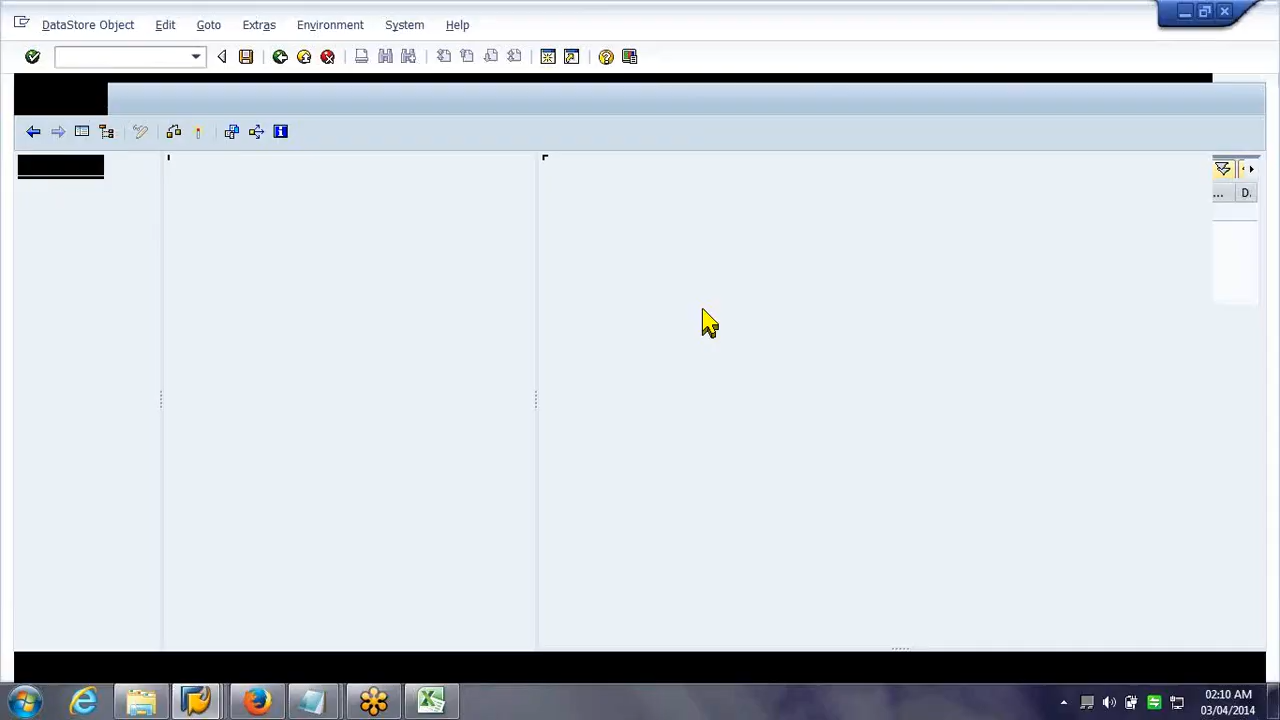 DataStore Object Edit Goto Extras Environment System Help
... D.
02:10 AM
03/04/2014